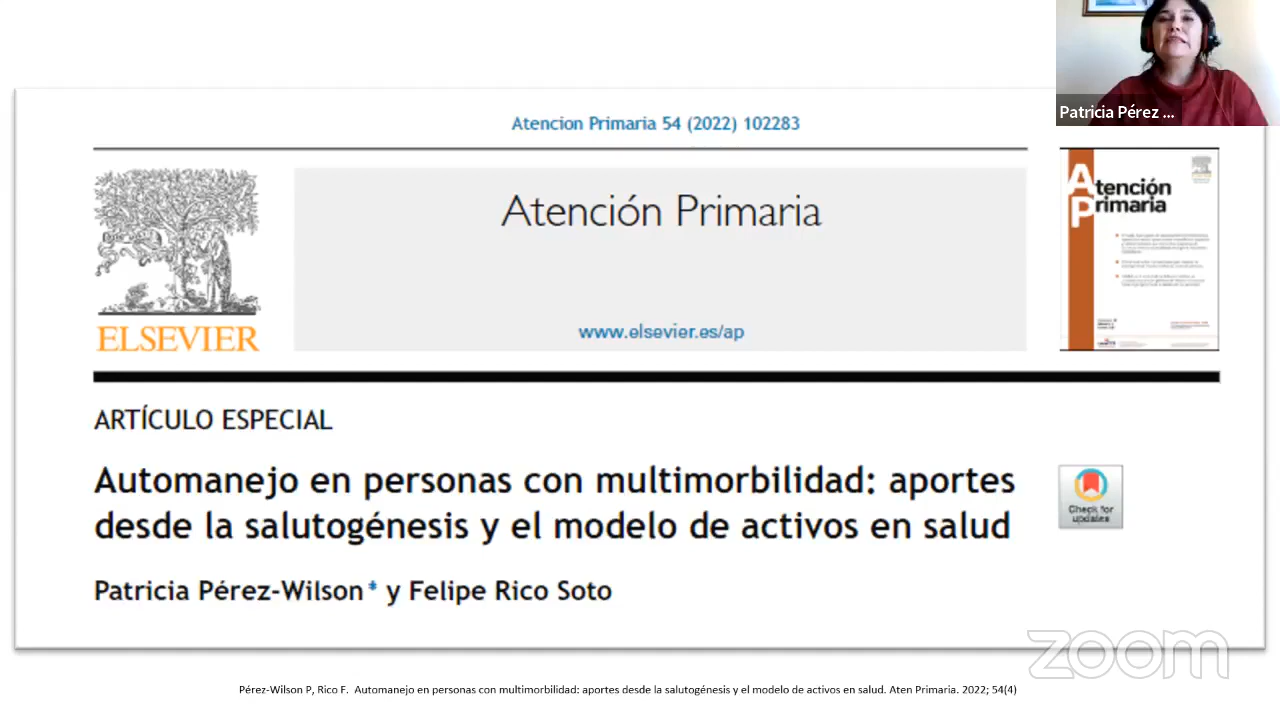 Patricia Pérez ...
Atencion Primaria 54 (2022) 102283
ELSEVIER
Atención Primaria
www.elsevier.es/ap
Atención
Primaria
ARTÍCULO ESPECIAL
Automanejo en personas con multimorbilidad: aportes
desde la salutogénesis y el modelo de activos en salud
Check for
updates
Patricia Pérez-Wilson* y Felipe Rico Soto
zoom
Pérez-Wilson P, Rico F. Automanejo en personas con multimorbilidad: aportes desde la salutogénesis y el modelo de activos en salud. Aten Primaria. 2022; 54(4)